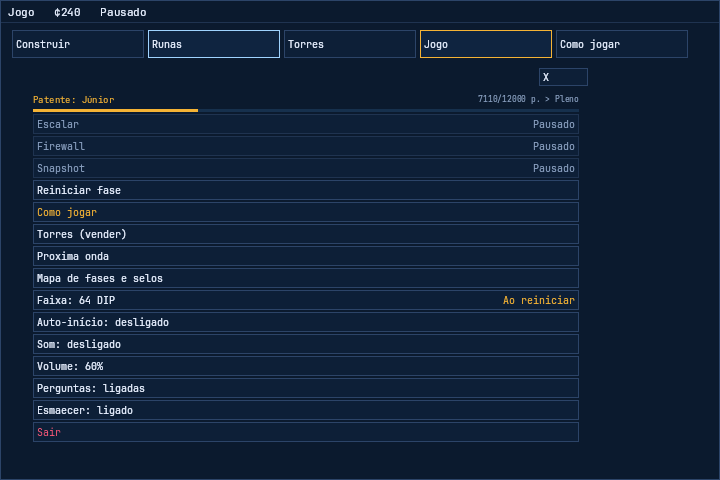 Jogo ¢240 Pausado
Construir Runas Torres Jogo Como jogar
X
Patente: Júnior 7110/12000 p. > Pleno
Escalar Pausado
Firewall Pausado
Snapshot Pausado
Reiniciar fase
Como jogar
Torres (vender)
Proxima onda
Mapa de fases e selos
Faixa: 64 DIP Ao reiniciar
Auto-início: desligado
Som: desligado
Volume: 60%
Perguntas: ligadas
Esmaecer: ligado
Sair